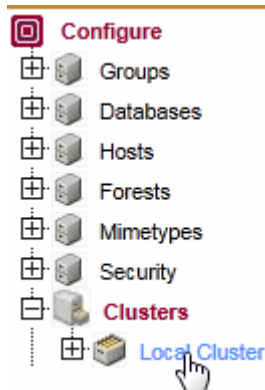 Configure
Groups
Databases
Hosts
Forests
Mimetypes
Security
Clusters
Local Cluster